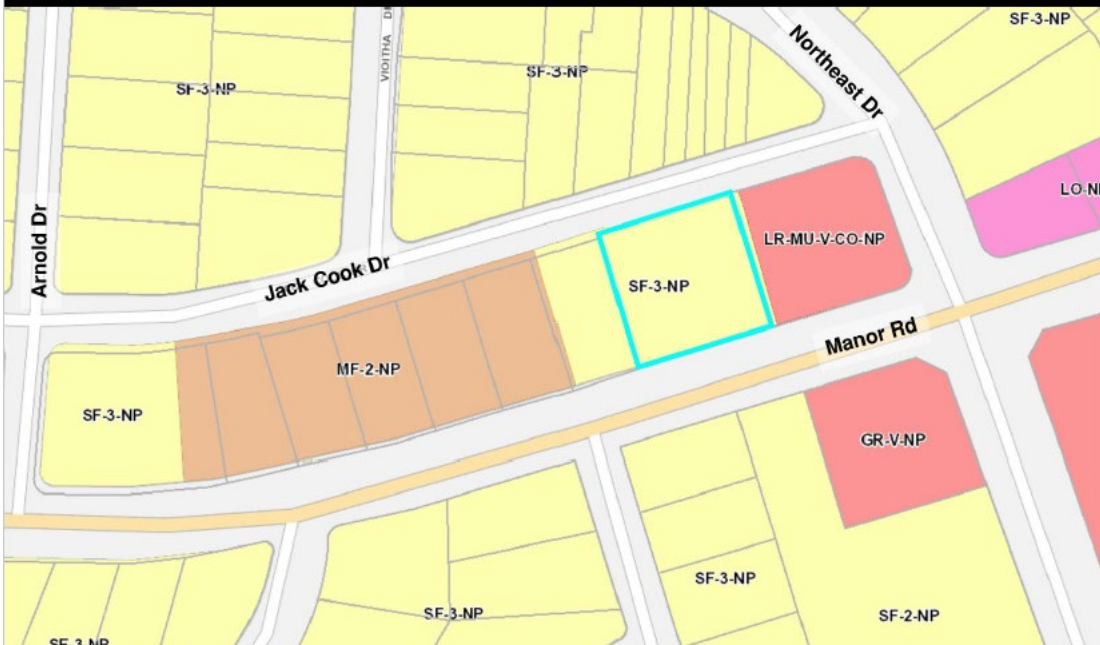 SF-3-NP
Northeast Dr
SF-3-NP
SF-3-NP
LO-N
Arnold Dr
Jack Cook Dr
LR-MU-V-CO-NP
SF-3-NP
Manor Rd
MF-2-NP
SF-3-NP
GR-V-NP
SF-3-NP
SF-2-NP
SF-3-NP
SF-3-NP